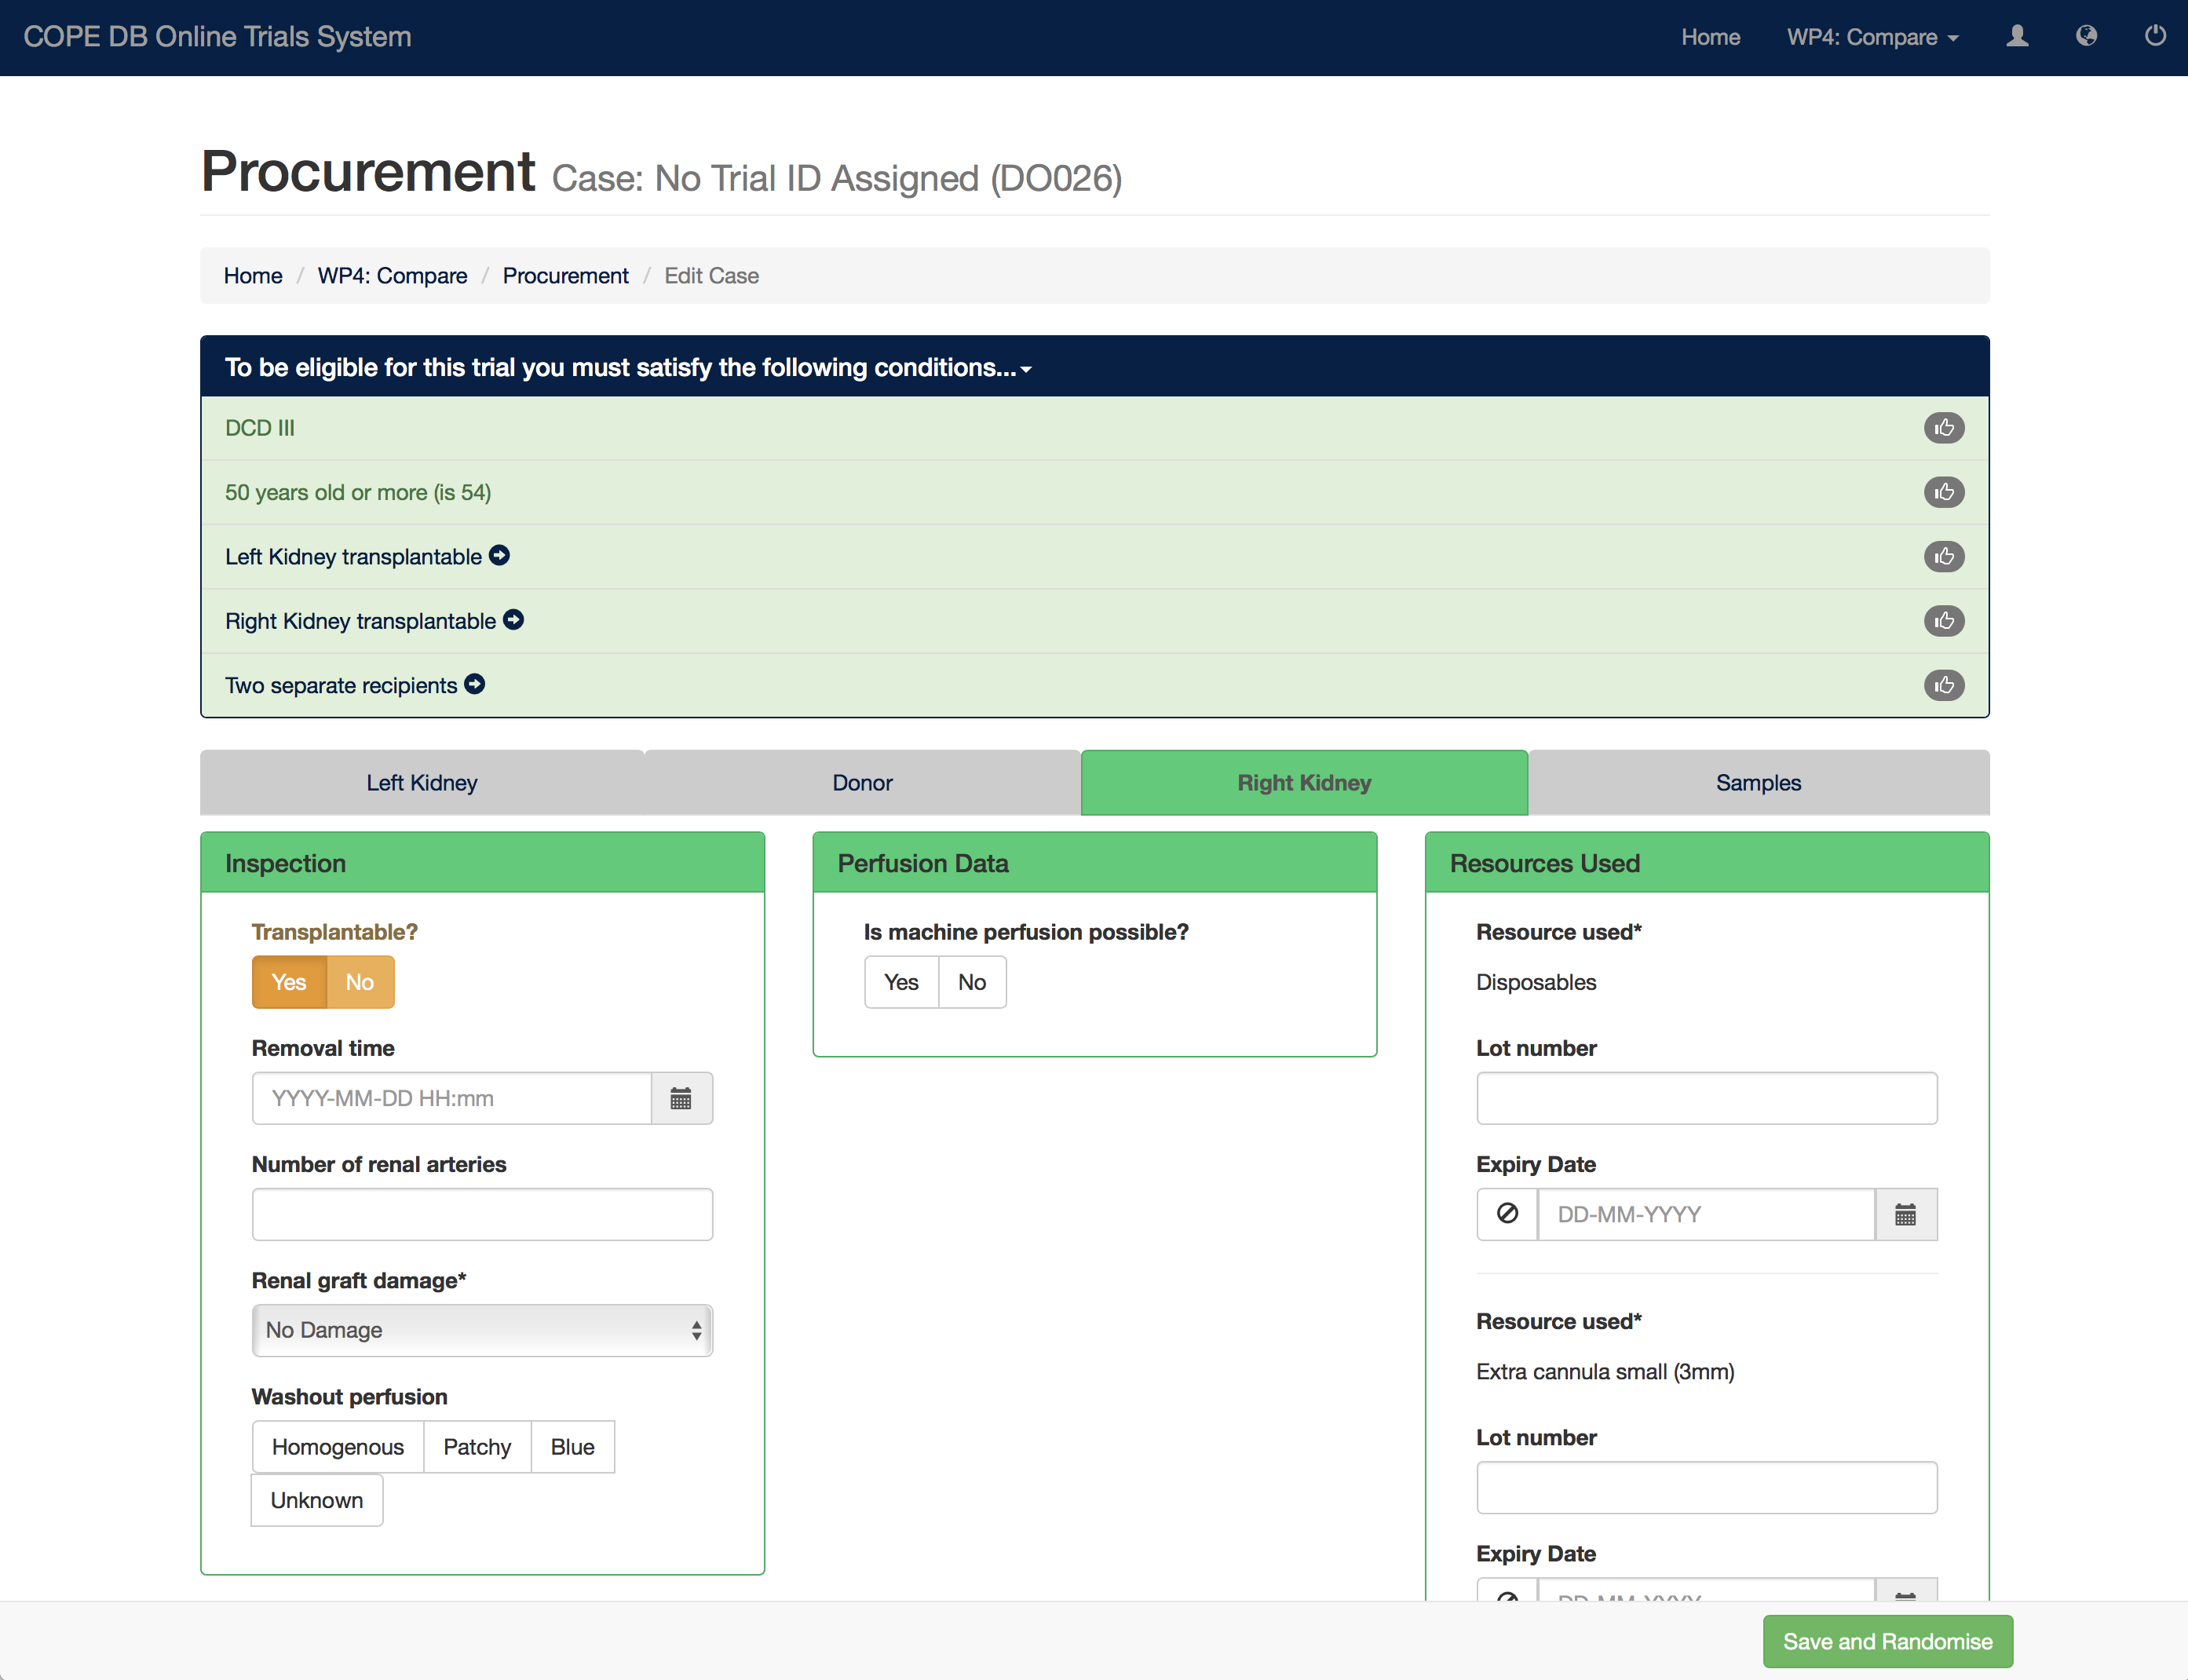 COPE DB Online Trials System
Home WP4: Compare
Procurement Case: No Trial ID Assigned (DO026)
Home / WP4: Compare / Procurement / Edit Case
To be eligible for this trial you must satisfy the following conditions...
DCD III
50 years old or more (is 54)
Left Kidney transplantable
Right Kidney transplantable
Two separate recipients
Left Kidney Donor Right Kidney Samples
Inspection
Transplantable?
Yes No
Removal time
YYYY-MM-DD HH:mm
Number of renal arteries
Renal graft damage*
No Damage
Washout perfusion
Homogenous Patchy Blue
Unknown
Perfusion Data
Is machine perfusion possible?
Yes No
Resources Used
Resource used*
Disposables
Lot number
Expiry Date
DD-MM-YYYY
Resource used*
Extra cannula small (3mm)
Lot number
Expiry Date
DD-MM-YYYY
Save and Randomise